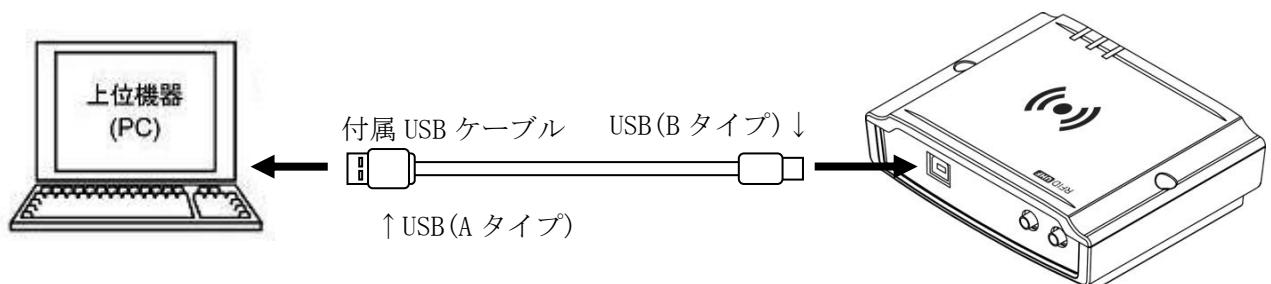 上位機器
(PC)
付属 USB ケーブル
USB(B タイプ)↓
↑USB(A タイプ)
RFID UHF